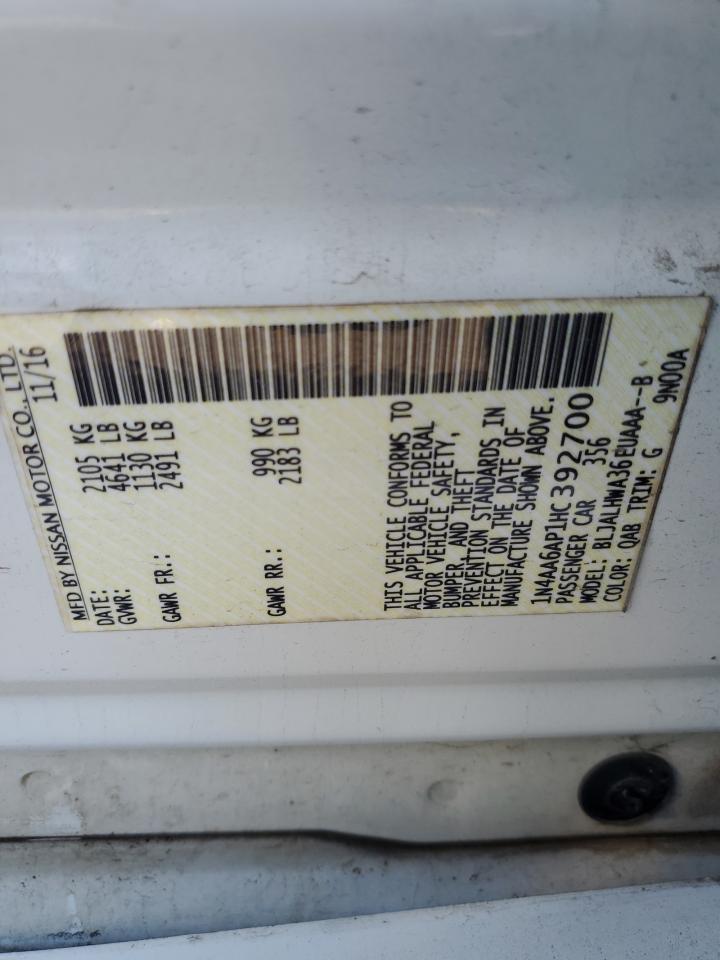 MFD BY NISSAN MOTOR CO., LTD.
DATE: 11/16
GVWR: 2105 KG
4641 LB
GAWR FR.: 1130 KG
2491 LB
GAWR RR.: 990 KG
2183 LB
THIS VEHICLE CONFORMS TO
ALL APPLICABLE FEDERAL
MOTOR VEHICLE SAFETY,
BUMPER, AND THEFT
PREVENTION STANDARDS IN
EFFECT ON THE DATE OF
MANUFACTURE SHOWN ABOVE.
1N4AA6AP1HC392700
PASSENGER CAR 356
MODEL: BLJALHWA36EUAAA--B
COLOR: QAB TRIM: G 9N00A